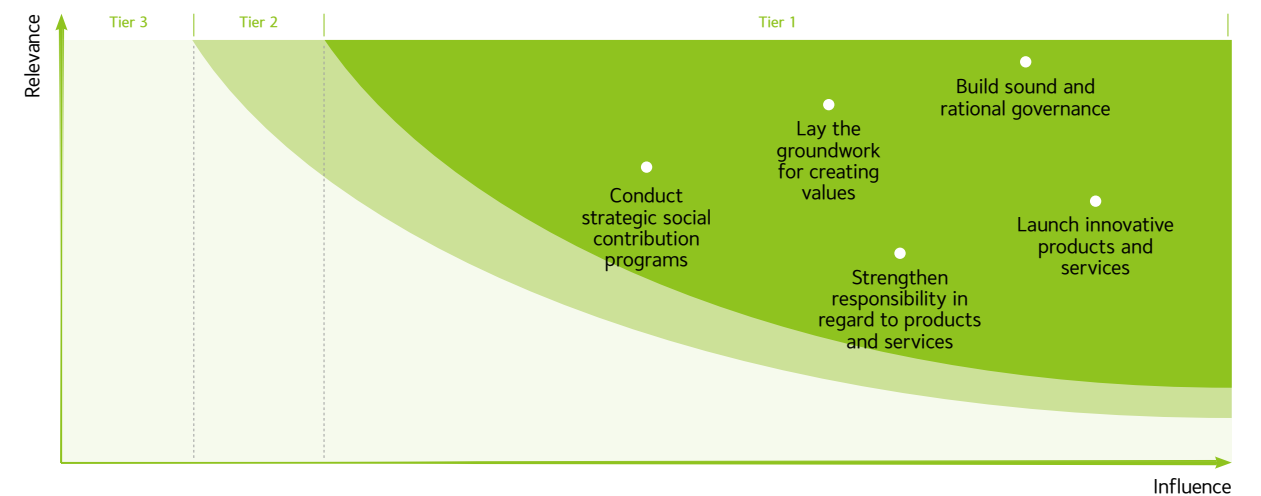 Relevance
Tier 3
Tier 2
Tier 1
Build sound and
rational governance
Lay the
groundwork
for creating
values
Conduct
strategic social
contribution
programs
Launch innovative
products and
services
Strengthen
responsibility in
regard to products
and services
Influence